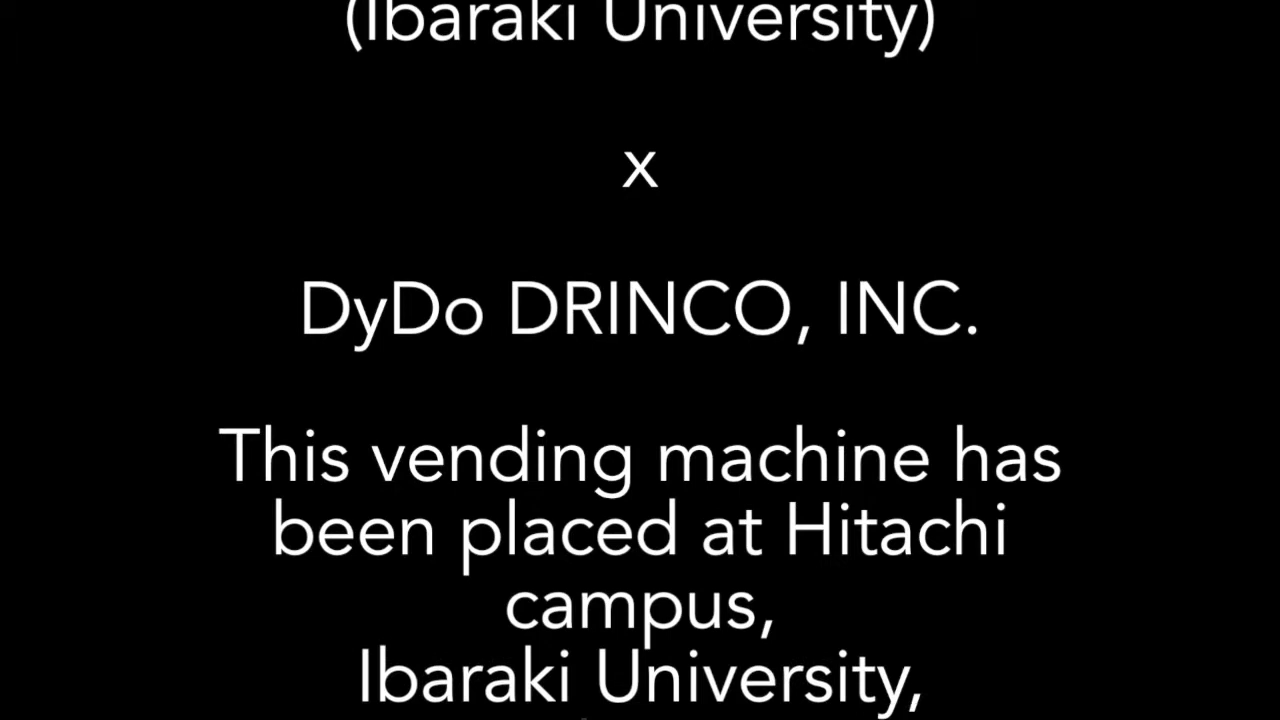 (Ibaraki University)
x
DyDo DRINCO, INC.
This vending machine has
been placed at Hitachi
campus,
Ibaraki University,